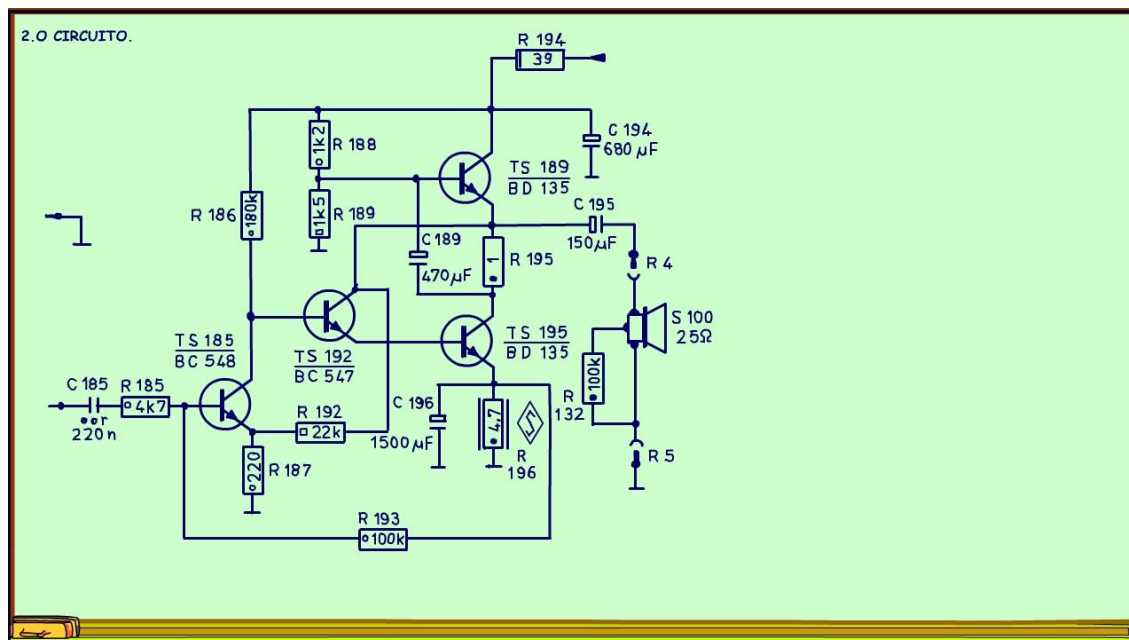 2.O CIRCUITO.
R 194
39
1k2
R 188
C 194
680 µF
TS 189
BD 135
R 186
180k
1k5
R 189
C 195
150µF
C 189
470µF
1
R 195
R 4
TS 185
BC 548
TS 192
BC 547
TS 195
BD 135
S 100
25Ω
C 185
R 185
4k7
220n
R 192
22k
C 196
1500µF
4.7
S
R
196
100k
R
132
220
R 187
R 5
R 193
100k